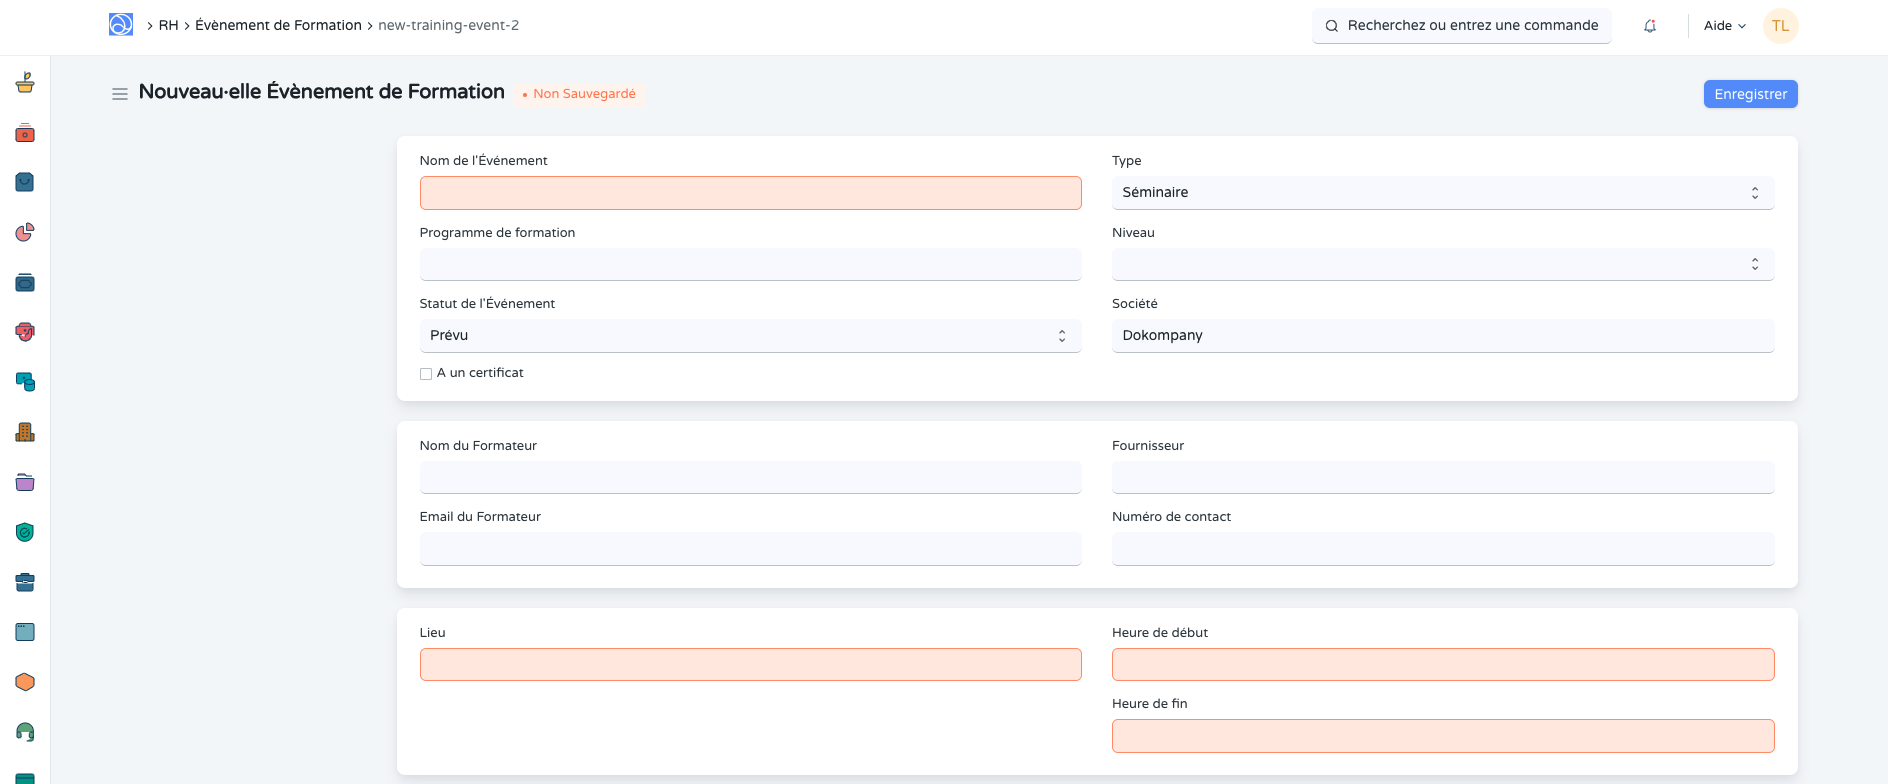 RH Évènement de Formation new-training-event-2
Recherchez ou entrez une commande
Aide
TL
Nouveau·elle Évènement de Formation
Non Sauvegardé
Enregistrer
Nom de l'Événement
Type
Séminaire
Programme de formation
Niveau
Statut de l'Événement
Société
Prévu
Dokompany
A un certificat
Nom du Formateur
Fournisseur
Email du Formateur
Numéro de contact
Lieu
Heure de début
Heure de fin